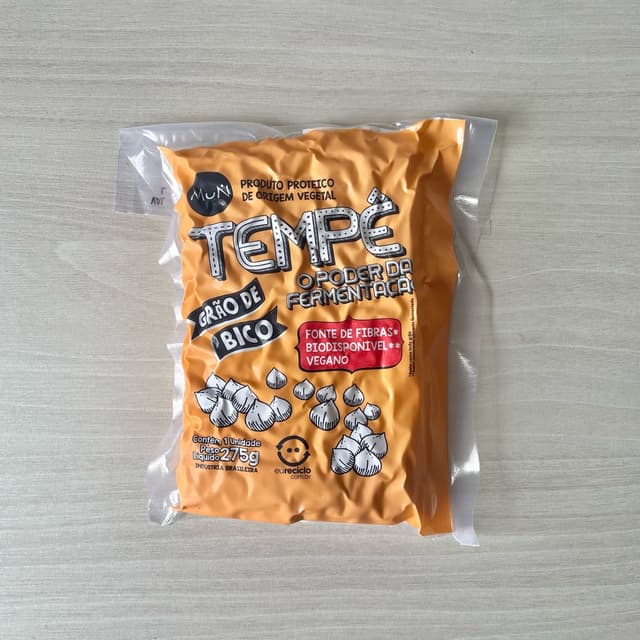 MUN
PRODUTO PROTEICO
DE ORIGEM VEGETAL
TEMPÊ
O PODER DA
FERMENTAÇÃO
GRÃO DE
BICO
FONTE DE FIBRAS*
BIODISPONÍVEL**
VEGANO
Contém 1 Unidade
Peso
Líquido 275g
INDÚSTRIA BRASILEIRA
eureciclo
com.br